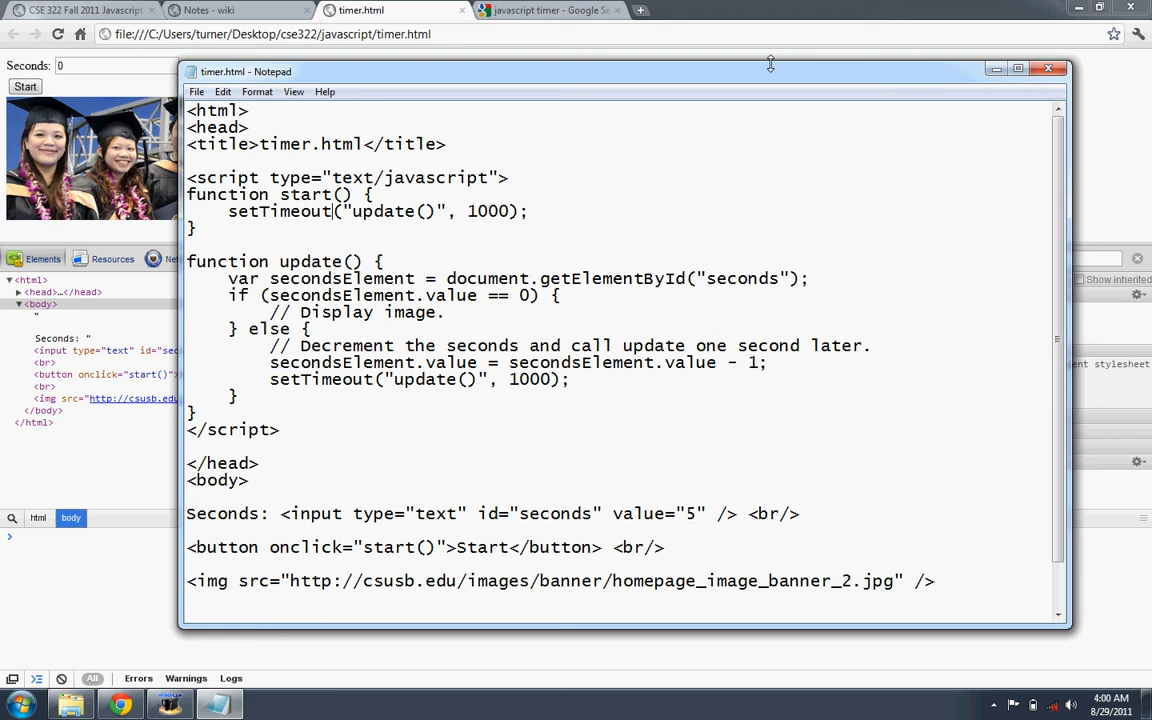 CSE 322 Fall 2011 Javascript
Notes - wiki
timer.html
javascript timer - Google Se
file:///C:/Users/turner/Desktop/cse322/javascript/timer.html
Seconds: 0
Start
timer.html - Notepad
File Edit Format View Help
<html>
<head>
<title>timer.html</title>
<script type="text/javascript">
function start() {
setTimeout("update()", 1000);
}
function update() {
var secondsElement = document.getElementById("seconds");
if (secondsElement.value == 0) {
// Display image.
} else {
// Decrement the seconds and call update one second later.
secondsElement.value = secondsElement.value - 1;
setTimeout("update()", 1000);
}
}
</script>
</head>
<body>
Seconds: <input type="text" id="seconds" value="5" /> <br/>
<button onclick="start()">Start</button> <br/>
<img src="http://csusb.edu/images/banner/homepage_image_banner_2.jpg" />
Elements Resources Net
<html>
<head>…</head>
<body>
"
Seconds: "
<input type="text" id="sec
<br>
<button onclick="start()">
<br>
<img src="http://csusb.edu
</body>
</html>
Show inherited
ent stylesheet
html body
>
All Errors Warnings Logs
4:00 AM
8/29/2011